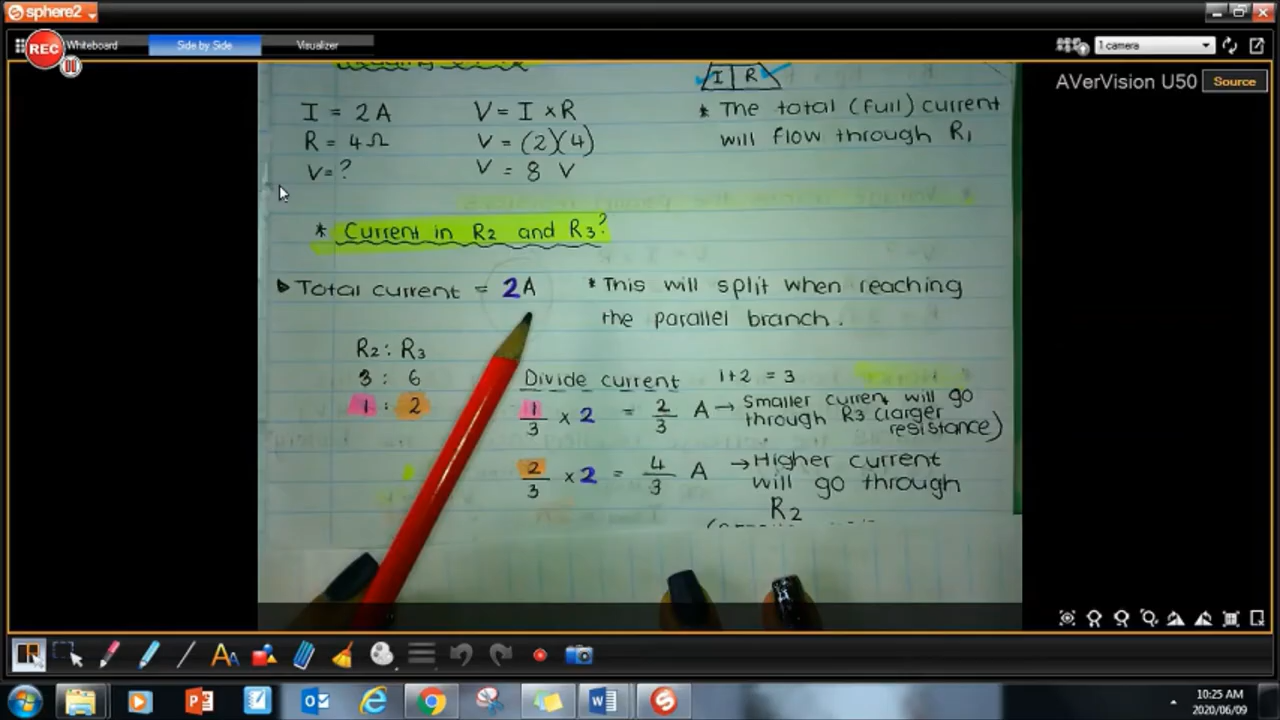 sphere2
REC
Whiteboard
Side by Side
Visualizer
1 camera
AVerVision U50
Source
I R
I = 2 A
R = 4 Ω
V = ?
V = I × R
V = (2)(4)
V = 8 V
* The total (full) current
will flow through R1
* Current in R2 and R3?
Total current = 2A
* This will split when reaching
the parallel branch.
R2 : R3
3 : 6
1 : 2
Divide current 1+2 = 3
1/3 × 2 = 2/3 A → Smaller current will go
through R3 (larger
resistance)
2/3 × 2 = 4/3 A → Higher current
will go through
R2
10:25 AM
2020/06/09